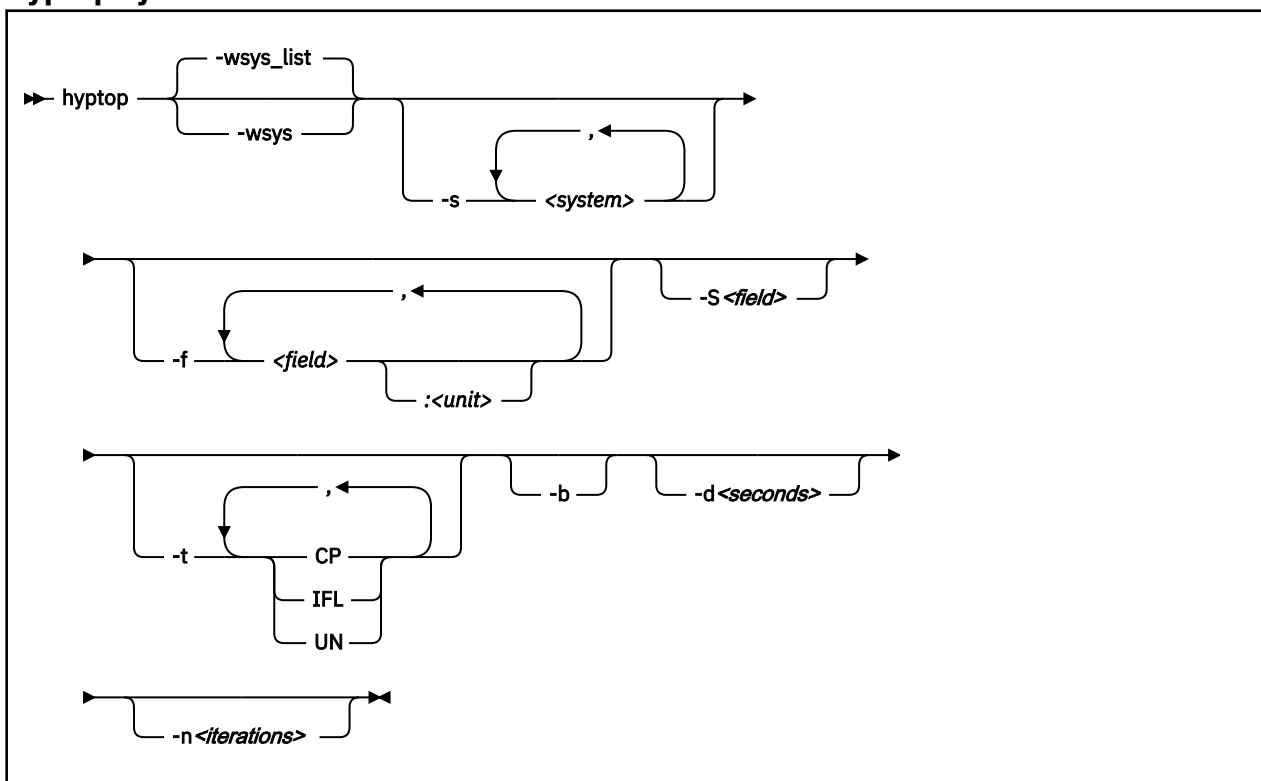 -wsys_list
hyptop
-wsys
,
-s <system>
,
-S<field>
-f <field>
:<unit>
,
-b -d<seconds>
-t CP
IFL
UN
-n<iterations>